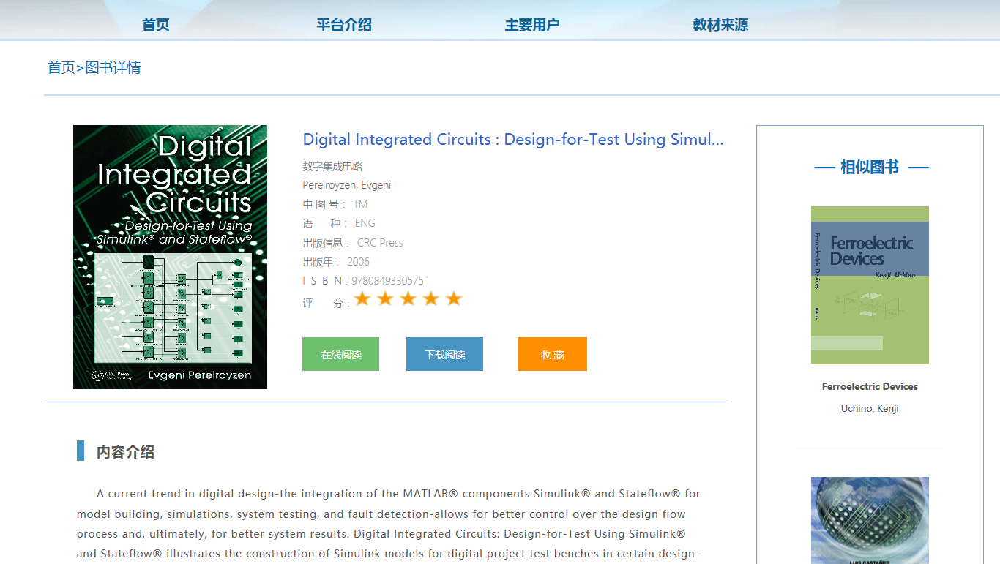 首页 平台介绍 主要用户 教材来源
首页>图书详情
Digital
Integrated
Circuits
Design-for-Test Using
Simulink® and Stateflow®
CRC Press
Evgeni Perelroyzen
Digital Integrated Circuits : Design-for-Test Using Simul...
数字集成电路
Perelroyzen, Evgeni
中 图 号 : TM
语 种 : ENG
出版信息 : CRC Press
出版年 : 2006
I S B N : 9780849330575
评 分 :
在线阅读 下载阅读 收 藏
内容介绍
A current trend in digital design-the integration of the MATLAB® components Simulink® and Stateflow® for
model building, simulations, system testing, and fault detection-allows for better control over the design flow
process and, ultimately, for better system results. Digital Integrated Circuits: Design-for-Test Using Simulink®
and Stateflow® illustrates the construction of Simulink models for digital project test benches in certain design-
相似图书
Ferroelectric Devices
Uchino
Ferroelectric
Devices
Kenji Uchino
Ferroelectric Devices
Uchino, Kenji
LUIS CASTAÑER